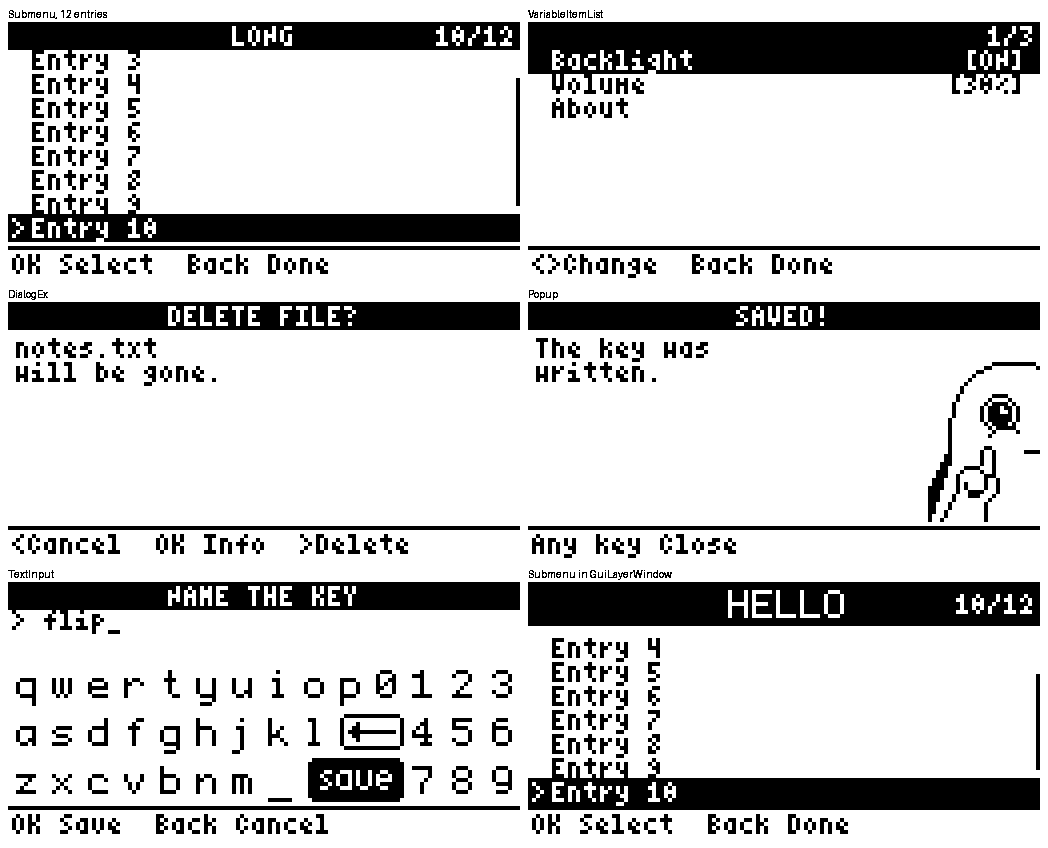 Submenu, 12 entries
LONG 10/12
Entry 3
Entry 4
Entry 5
Entry 6
Entry 7
Entry 8
Entry 9
>Entry 10
OK Select Back Done
VariableItemList
1/3
Backlight [ON]
Volume [30%]
About
<>Change Back Done
DialogEx
DELETE FILE?
notes.txt
will be gone.
<Cancel OK Info >Delete
Popup
SAVED!
The key was
written.
Any key Close
TextInput
NAME THE KEY
> flip_
q w e r t y u i o p 0 1 2 3
a s d f g h j k l 4 5 6
z x c v b n m _ save 7 8 9
OK Save Back Cancel
Submenu in GuiLayerWindow
HELLO 10/12
Entry 4
Entry 5
Entry 6
Entry 7
Entry 8
Entry 9
>Entry 10
OK Select Back Done